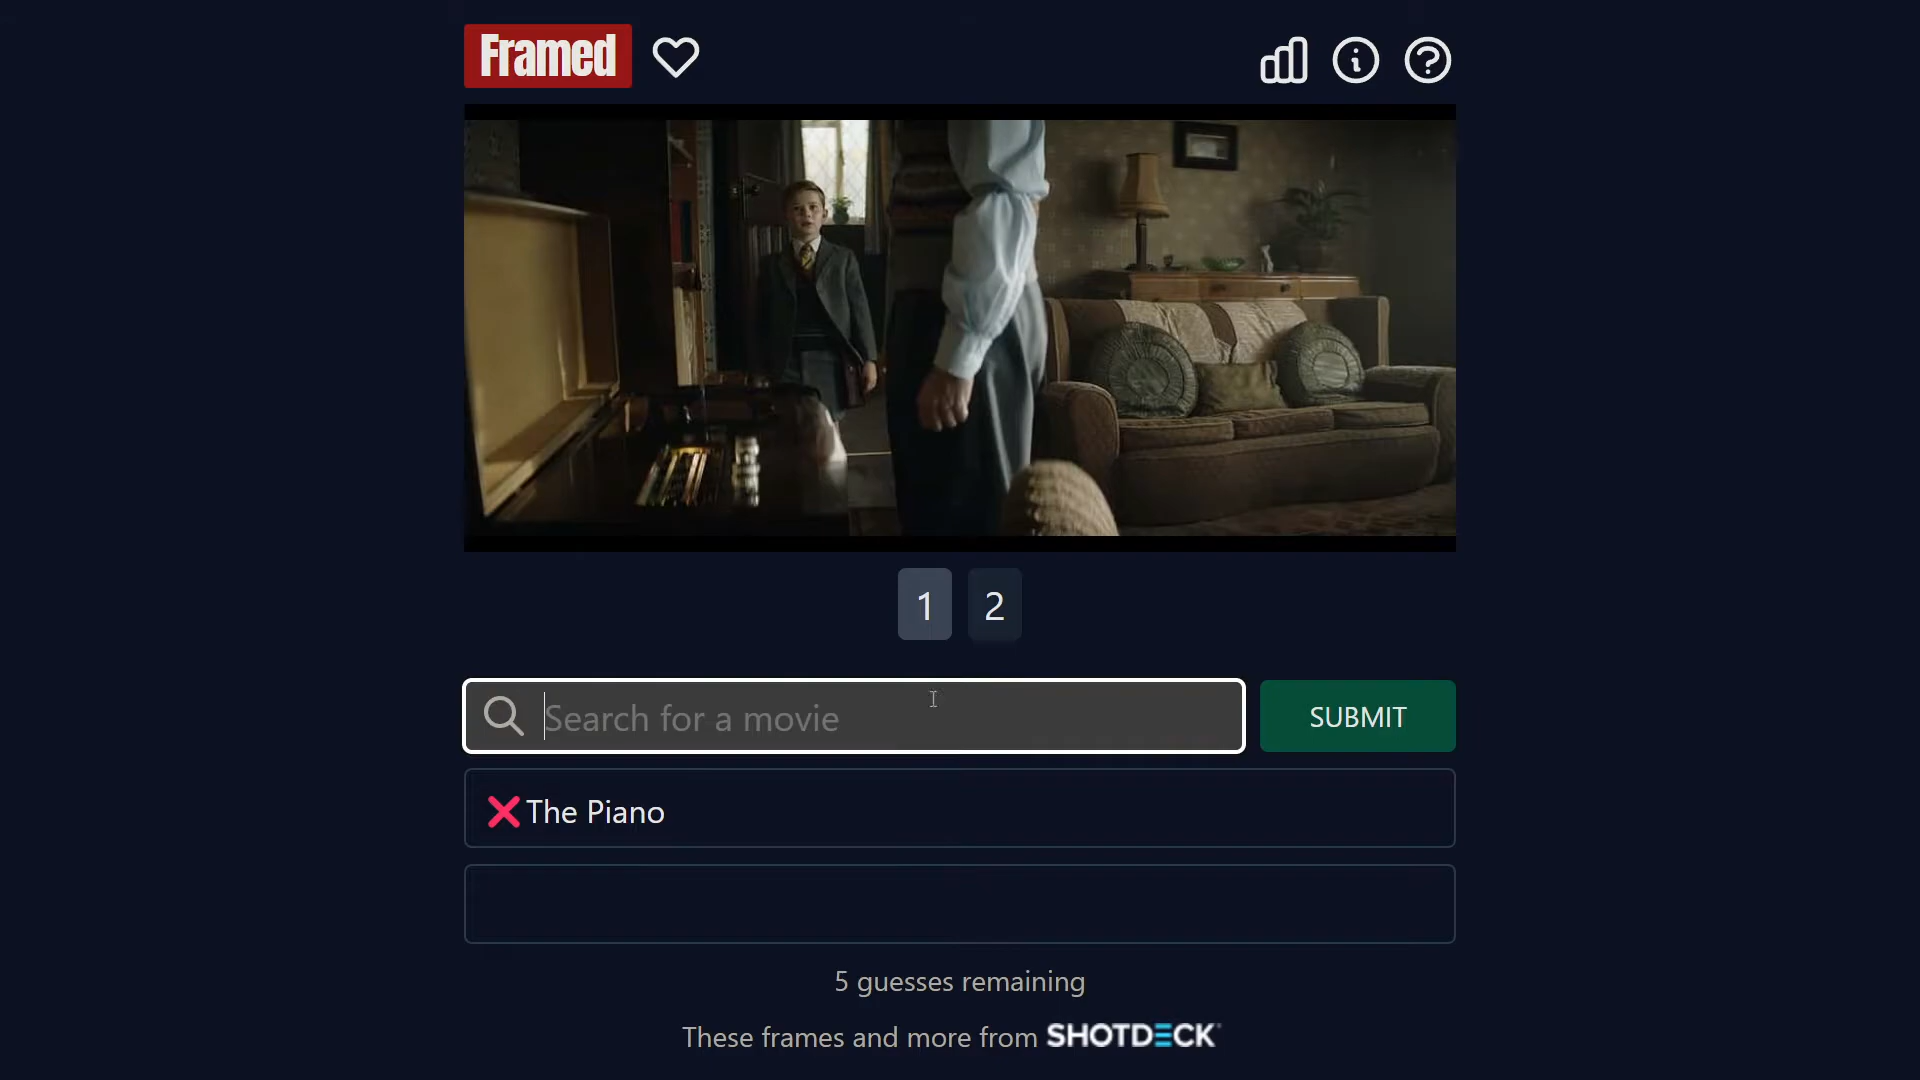 Framed
1 2
Search for a movie
SUBMIT
❌The Piano
5 guesses remaining
These frames and more from SHOTDECK